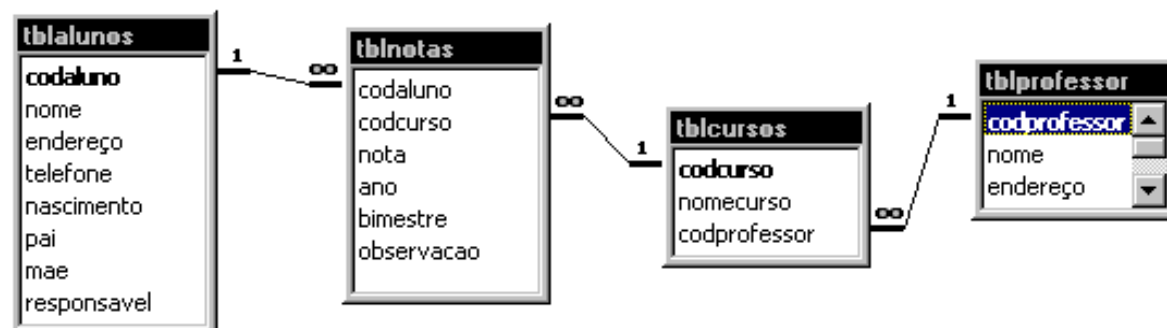 tblalunos
codaluno
nome
endereço
telefone
nascimento
pai
mae
responsavel
1
∞
tblnotas
codaluno
codcurso
nota
ano
bimestre
observacao
∞
1
tblcursos
codcurso
nomecurso
codprofessor
∞
1
tblprofessor
codprofessor
nome
endereço